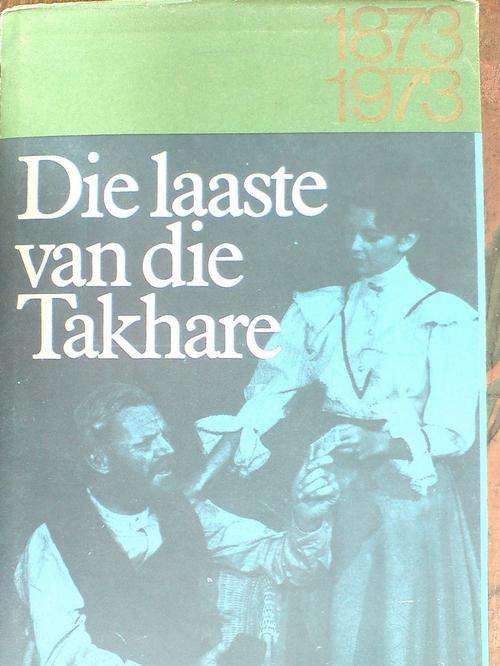 1873
1973
Die laaste
van die
Takhare